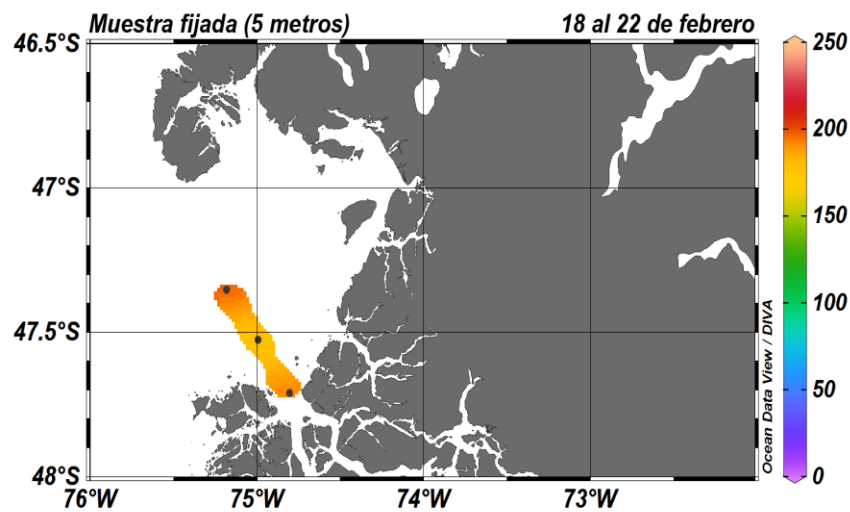 Muestra fijada (5 metros) 18 al 22 de febrero
46.5°S
47°S
47.5°S
48°S
76°W 75°W 74°W 73°W
250
200
150
100
50
0
Ocean Data View / DIVA